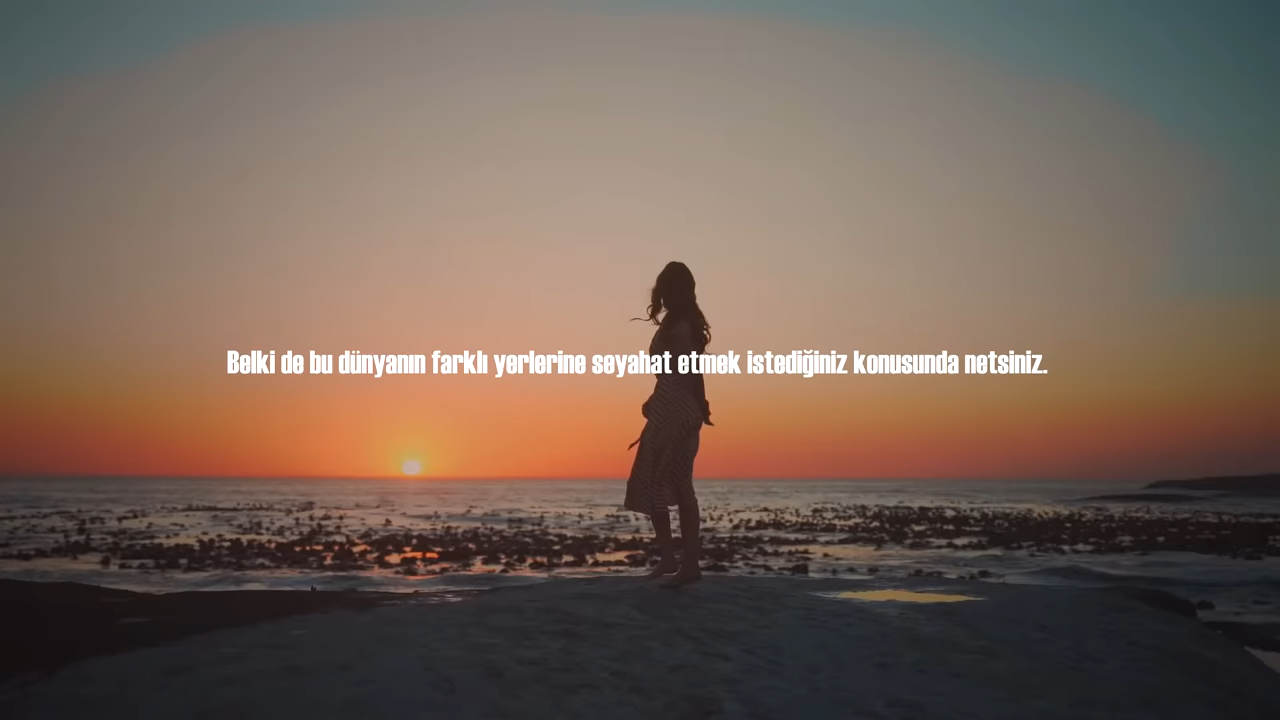 Belki de bu dünyanın farklı yerlerine seyahat etmek istediğiniz konusunda netsiniz.